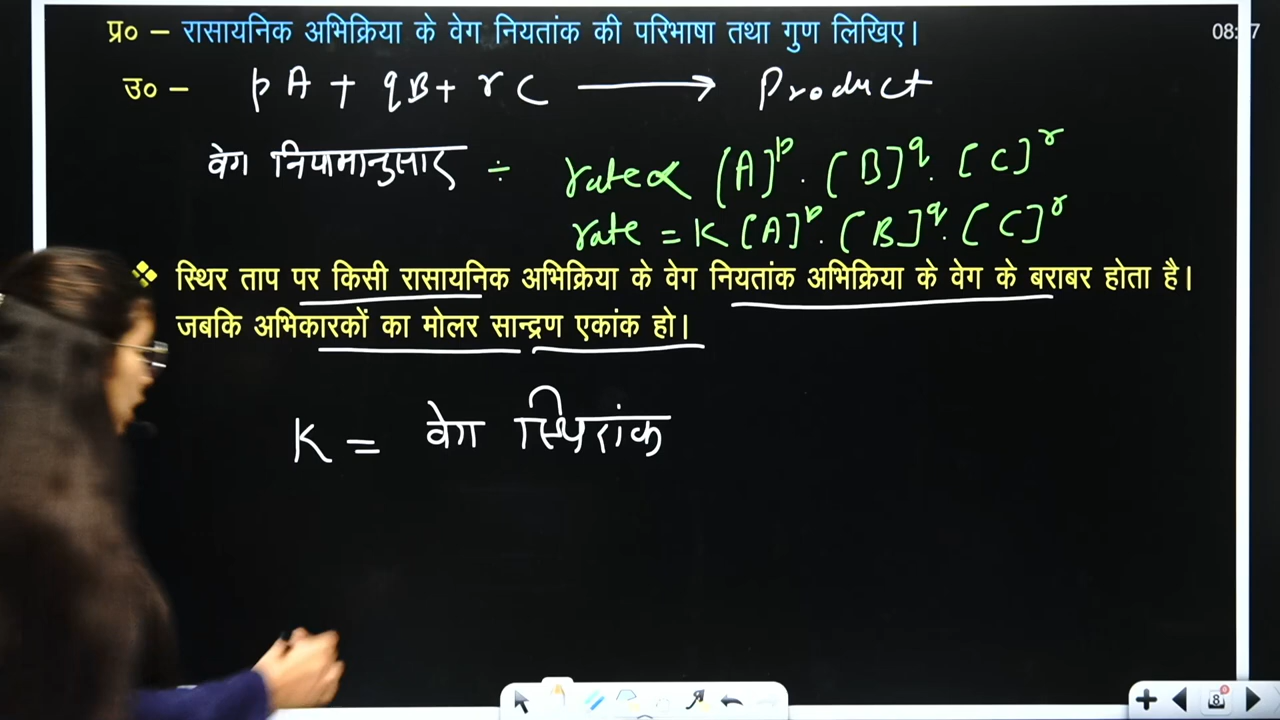 प्र० – रासायनिक अभिक्रिया के वेग नियतांक की परिभाषा तथा गुण लिखिए।
उ० – pA + qB + rC ⟶ Product
वेग नियामानुसार ÷ rate ∝ [A]^p . [B]^q . [C]^r
rate = K [A]^p . [B]^q . [C]^r
❖ स्थिर ताप पर किसी रासायनिक अभिक्रिया के वेग नियतांक अभिक्रिया के वेग के बराबर होता है।
जबकि अभिकारकों का मोलर सान्द्रण एकांक हो।
K = वेग स्थिरांक
8